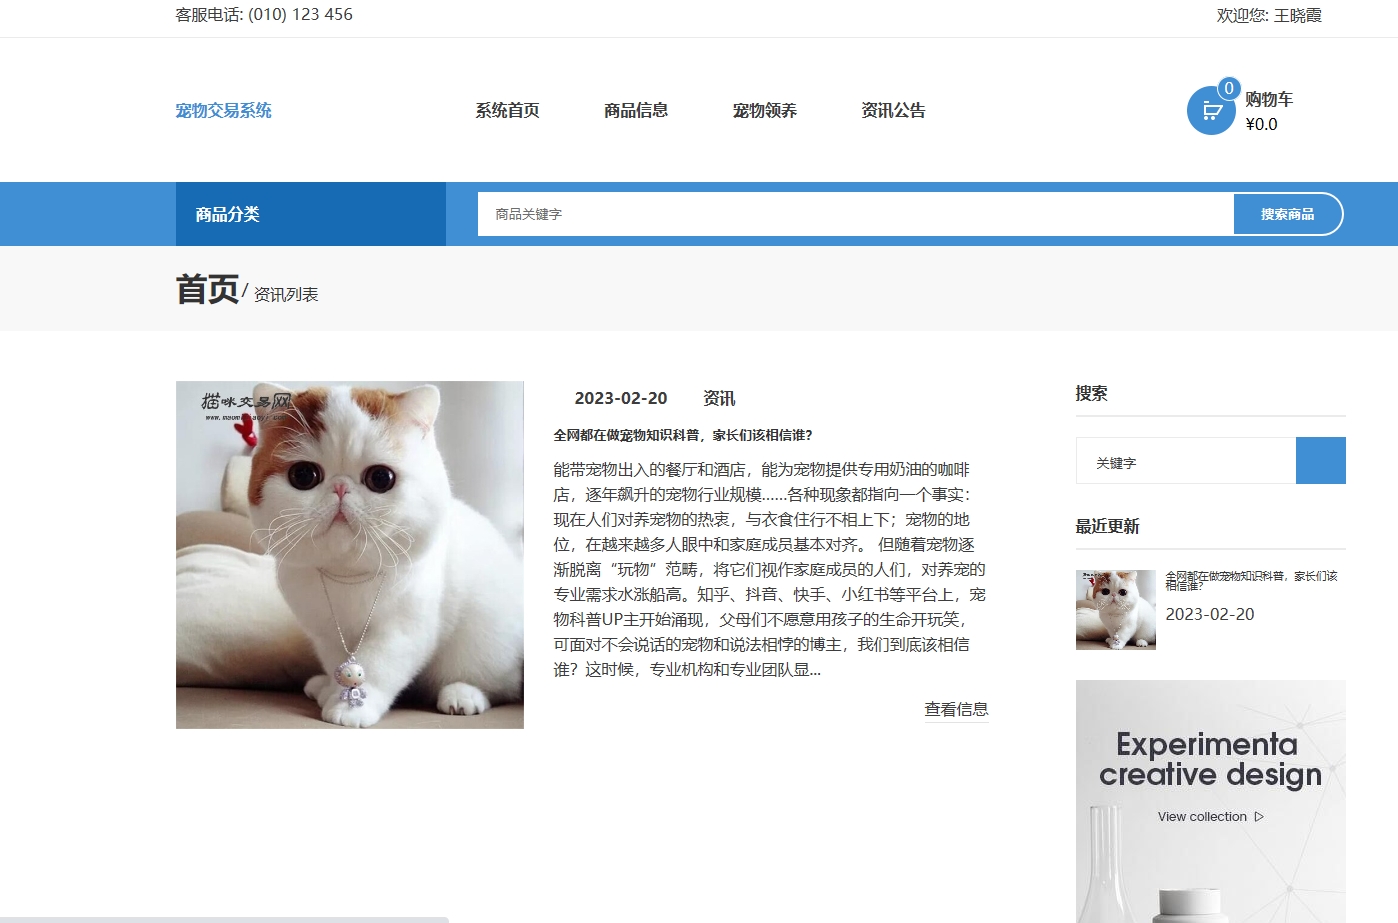 客服电话: (010) 123 456
欢迎您: 王晓霞
宠物交易系统
系统首页
商品信息
宠物领养
资讯公告
0
购物车
¥0.0
商品分类
商品关键字
搜索商品
首页/ 资讯列表
猫咪交易网
2023-02-20 资讯
全网都在做宠物知识科普，家长们该相信谁？
能带宠物出入的餐厅和酒店，能为宠物提供专用奶油的咖啡
店，逐年飙升的宠物行业规模……各种现象都指向一个事实：
现在人们对养宠物的热衷，与衣食住行不相上下；宠物的地
位，在越来越多人眼中和家庭成员基本对齐。 但随着宠物逐
渐脱离“玩物”范畴，将它们视作家庭成员的人们，对养宠的
专业需求水涨船高。知乎、抖音、快手、小红书等平台上，宠
物科普UP主开始涌现，父母们不愿意用孩子的生命开玩笑，
可面对不会说话的宠物和说法相悖的博主，我们到底该相信
谁？这时候，专业机构和专业团队显...
查看信息
搜索
关键字
最近更新
全网都在做宠物知识科普，家长们该
相信谁？
2023-02-20
Experimenta
creative design
View collection